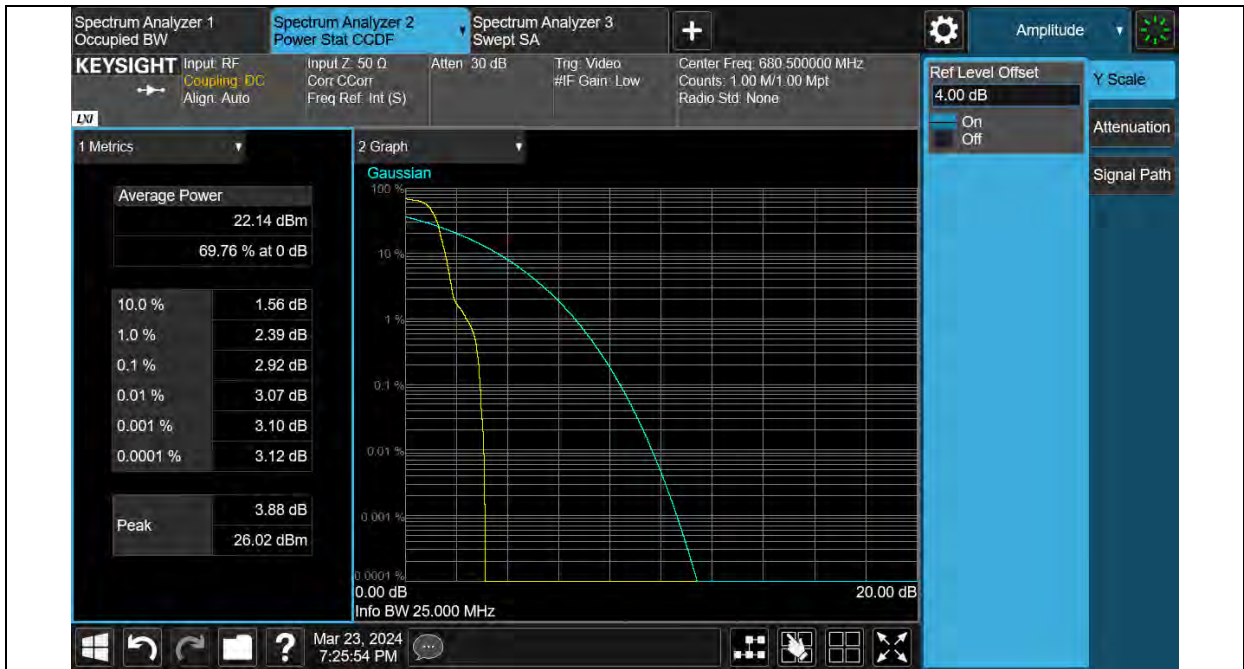 Spectrum Analyzer 1
Occupied BW
Spectrum Analyzer 2
Power Stat CCDF
Spectrum Analyzer 3
Swept SA
+
Amplitude
KEYSIGHT
LXI
Input: RF
Coupling: DC
Align: Auto
Input Z: 50 Ω
Corr CCorr
Freq Ref: Int (S)
Atten: 30 dB
Trig: Video
#IF Gain: Low
Center Freq: 680.500000 MHz
Counts: 1.00 M/1.00 Mpt
Radio Std: None
Ref Level Offset
4.00 dB
On
Off
Y Scale
Attenuation
Signal Path
1 Metrics
Average Power
22.14 dBm
69.76 % at 0 dB
10.0 % 1.56 dB
1.0 % 2.39 dB
0.1 % 2.92 dB
0.01 % 3.07 dB
0.001 % 3.10 dB
0.0001 % 3.12 dB
Peak
3.88 dB
26.02 dBm
2 Graph
Gaussian
100 %
10 %
1 %
0.1 %
0.01 %
0.001 %
0.0001 %
0.00 dB
20.00 dB
Info BW 25.000 MHz
?
Mar 23, 2024
7:25:54 PM